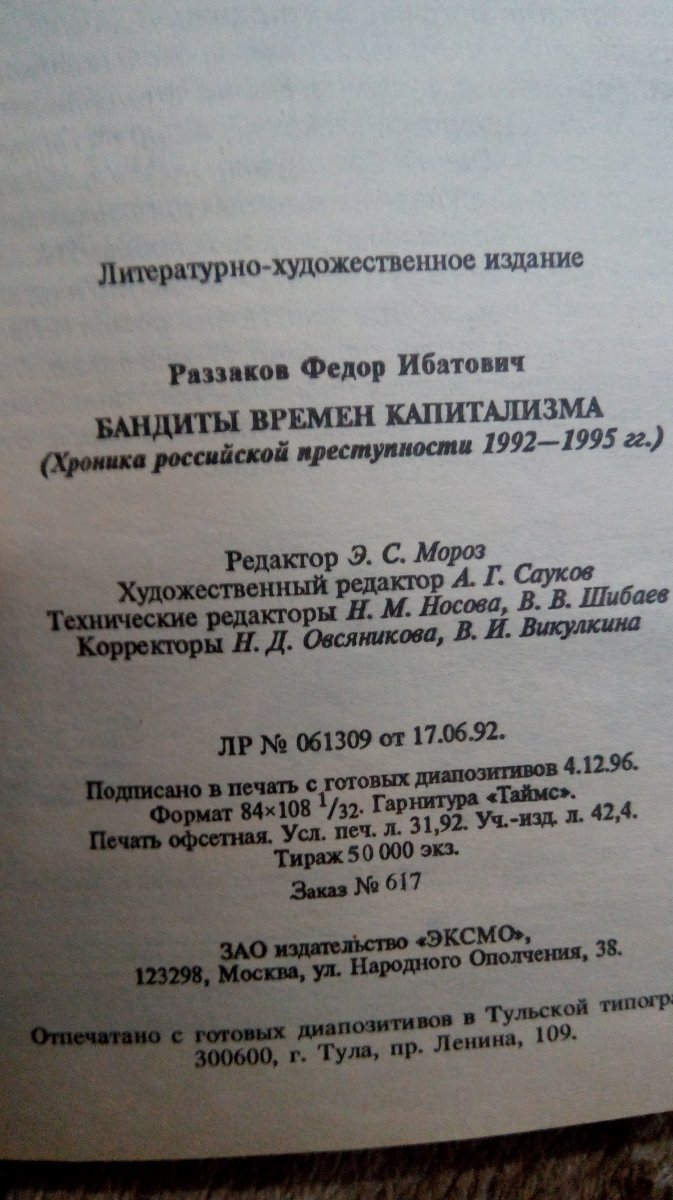 Литературно-художественное издание
Раззаков Федор Ибатович
БАНДИТЫ ВРЕМЕН КАПИТАЛИЗМА
(Хроника российской преступности 1992—1995 гг.)
Редактор Э. С. Мороз
Художественный редактор А. Г. Сауков
Технические редакторы Н. М. Носова, В. В. Шибаев
Корректоры Н. Д. Овсяникова, В. И. Викулкина
ЛР № 061309 от 17.06.92.
Подписано в печать с готовых диапозитивов 4.12.96.
Формат 84×108 1/32. Гарнитура «Таймс».
Печать офсетная. Усл. печ. л. 31,92. Уч.-изд. л. 42,4.
Тираж 50 000 экз.
Заказ № 617
ЗАО издательство «ЭКСМО»,
123298, Москва, ул. Народного Ополчения, 38.
Отпечатано с готовых диапозитивов в Тульской типогра
300600, г. Тула, пр. Ленина, 109.